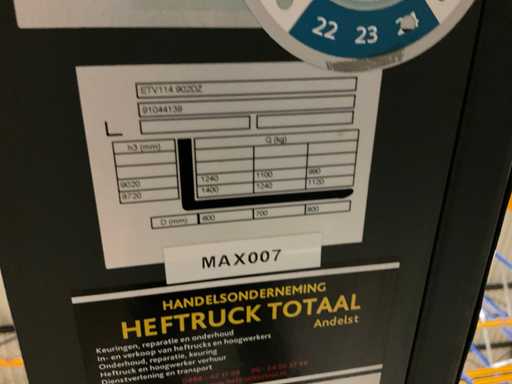 22 23
ETV114.902DZ
91044139
L
h3 (mm) Q (kg)
1240 1100 990
9020 1400 1240 1120
8720
D (mm) 600 700 800
MAX007
HANDELSONDERNEMING
HEFTRUCK TOTAAL
Andelst
Keuringen, reparatie en onderhoud
In- en verkoop van heftrucks en hoogwerkers
Onderhoud, reparatie, keuring
Heftruck en hoogwerker verhuur
Dienstverlening en transport